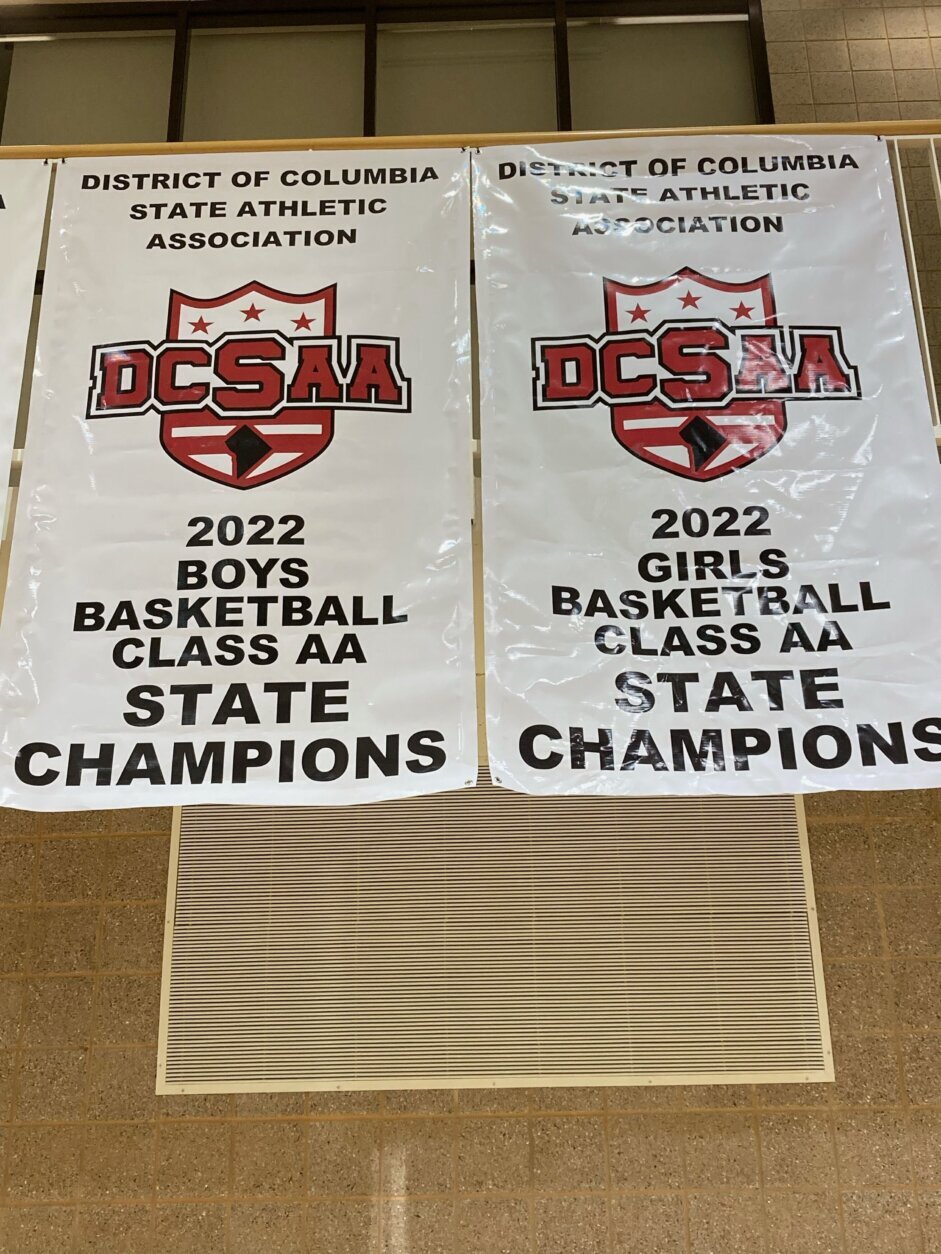 DISTRICT OF COLUMBIA
STATE ATHLETIC
ASSOCIATION
DCSAA
2022
BOYS
BASKETBALL
CLASS AA
STATE
CHAMPIONS
DISTRICT OF COLUMBIA
STATE ATHLETIC
ASSOCIATION
DCSAA
2022
GIRLS
BASKETBALL
CLASS AA
STATE
CHAMPIONS